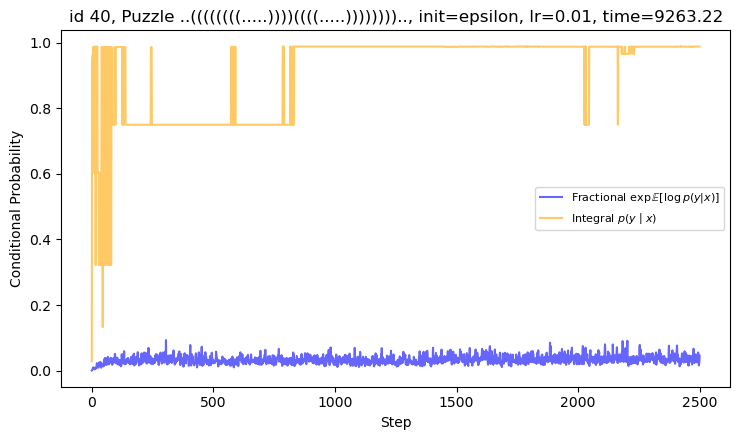 id 40, Puzzle ..((((((((.....))))((((.....)))))))).., init=epsilon, lr=0.01, time=9263.22
1.0
0.8
0.6
0.4
0.2
0.0
Conditional Probability
Fractional exp𝔼[log p(y|x)]
Integral p(y | x)
0
500
1000
1500
2000
2500
Step